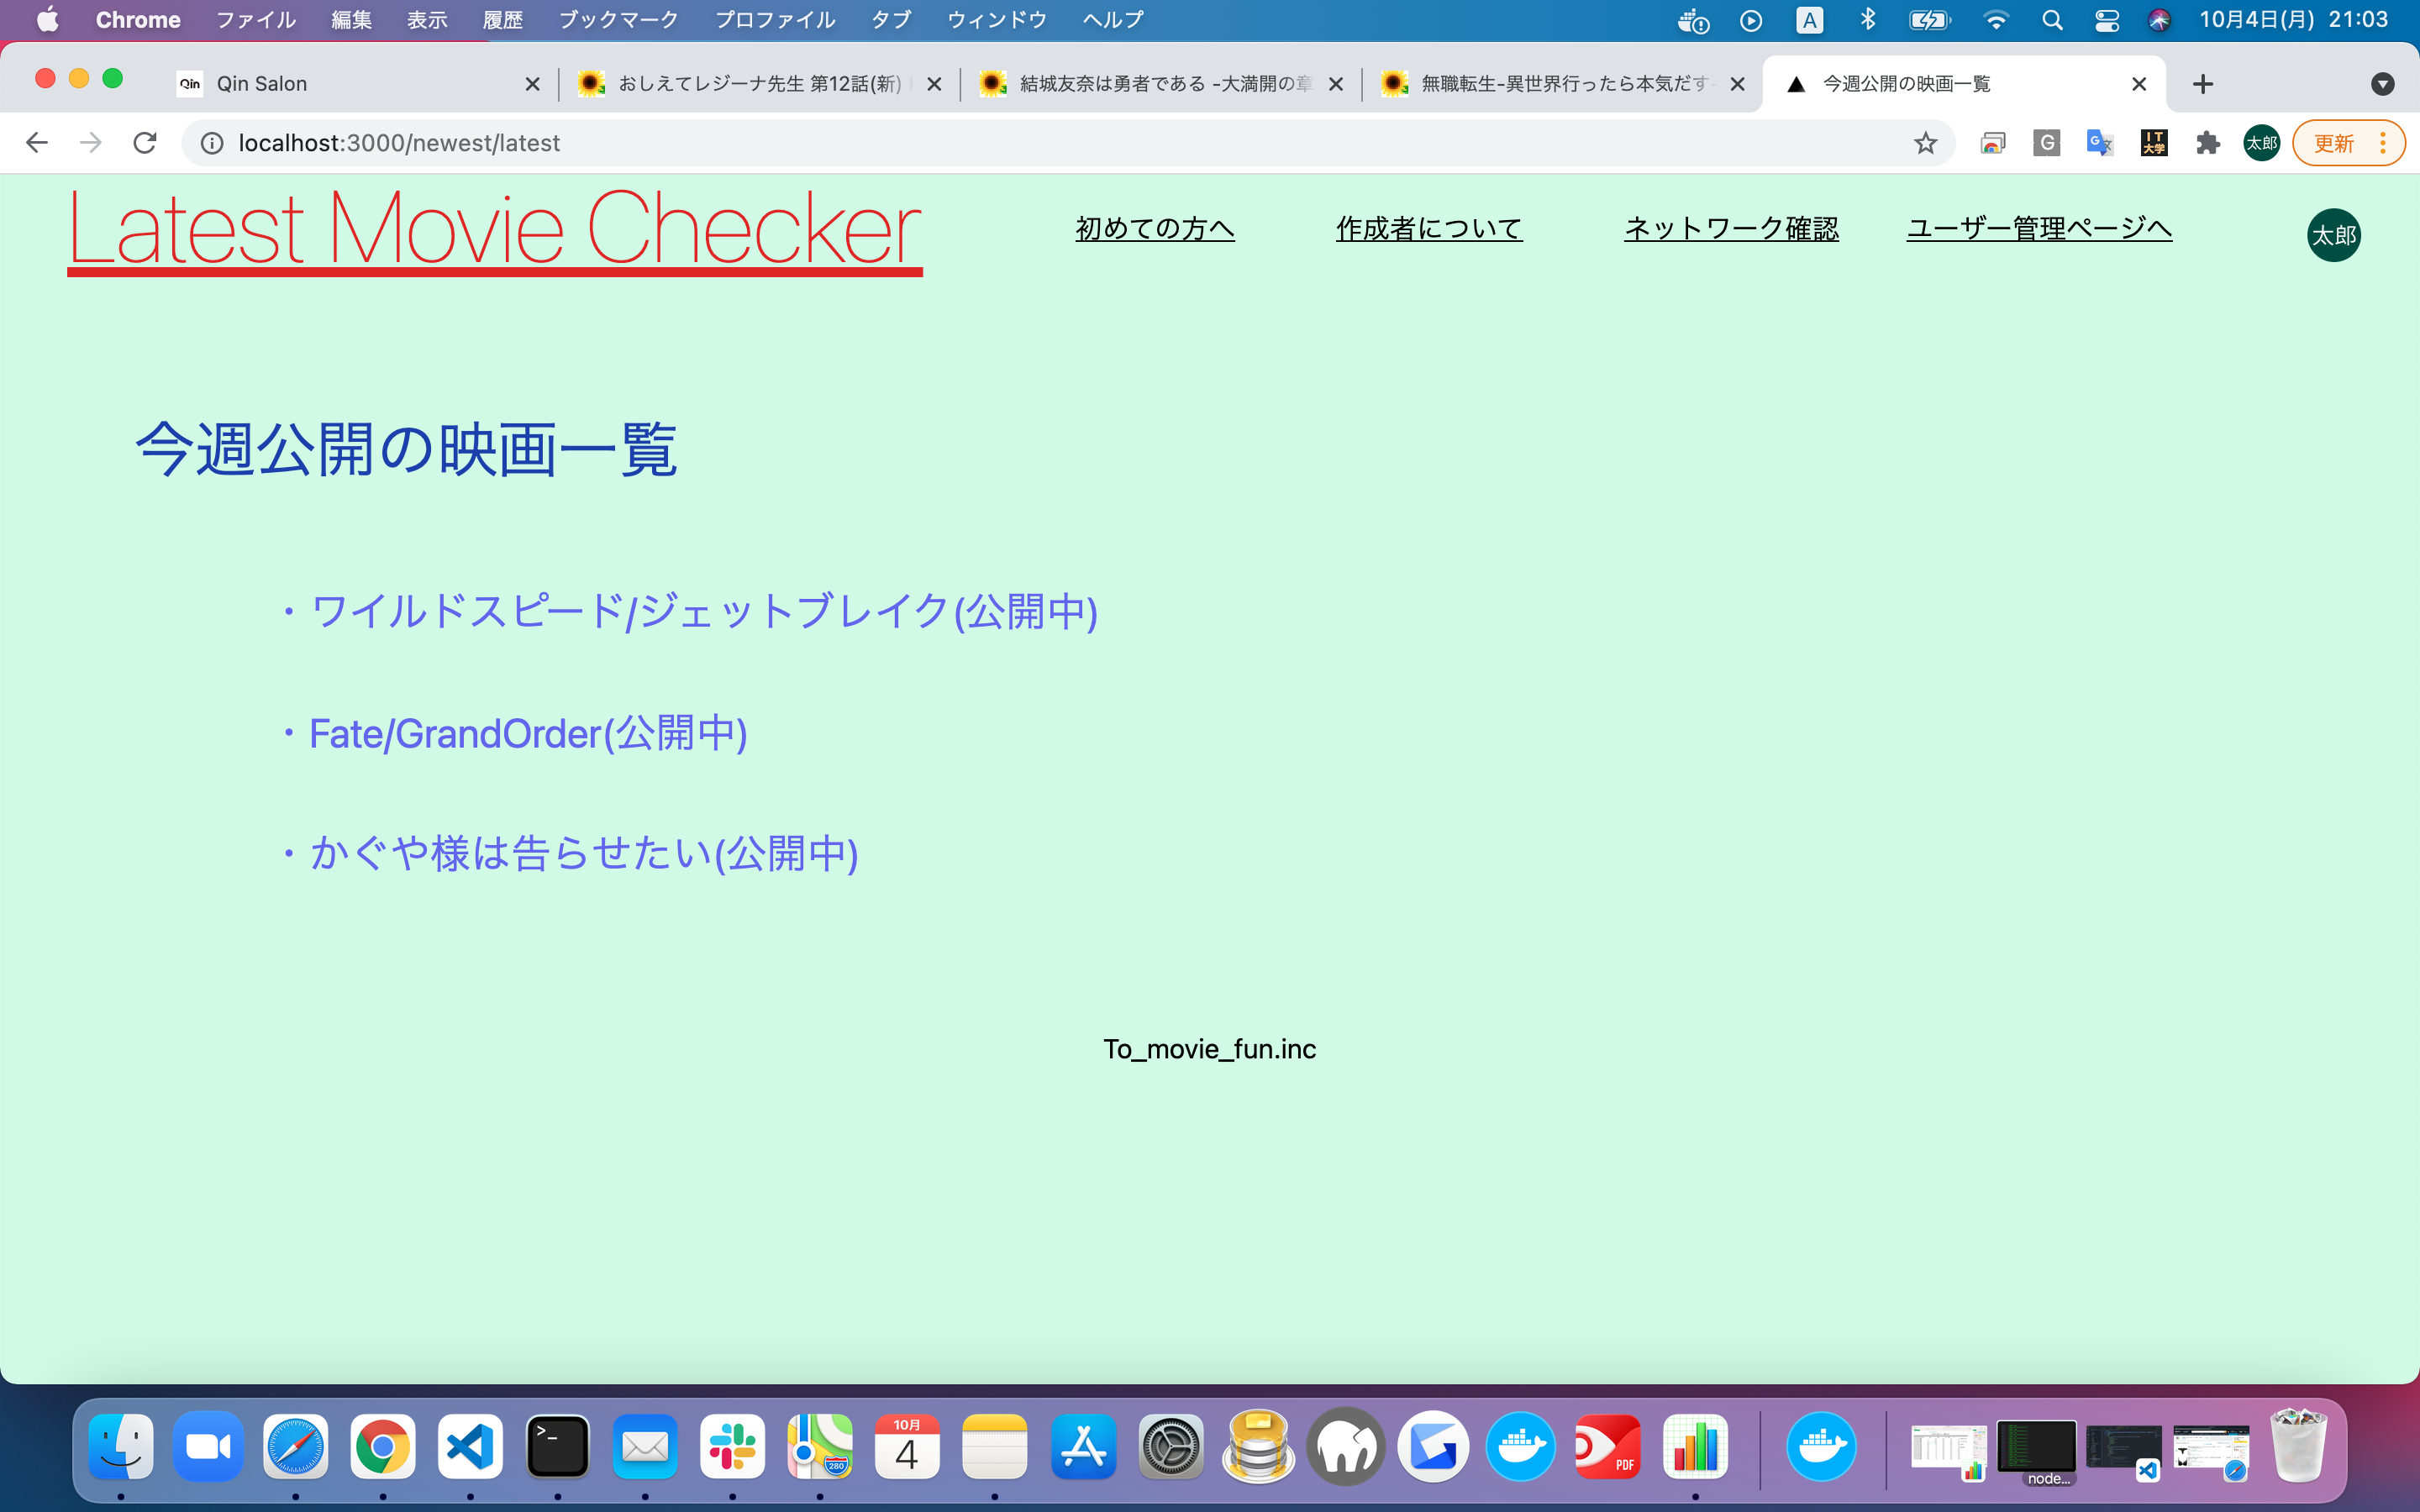 Chrome ファイル 編集 表示 履歴 ブックマーク プロファイル タブ ウィンドウ ヘルプ A 10月4日(月) 21:03
Qin Qin Salon おしえてレジーナ先生 第12話(新) 結城友奈は勇者である -大満開の章 無職転生-異世界行ったら本気だす- 今週公開の映画一覧
localhost:3000/newest/latest G IT大学 太郎 更新
Latest Movie Checker 初めての方へ 作成者について ネットワーク確認 ユーザー管理ページへ 太郎
今週公開の映画一覧
・ワイルドスピード/ジェットブレイク(公開中)
・Fate/GrandOrder(公開中)
・かぐや様は告らせたい(公開中)
To_movie_fun.inc
280 10月 4 PDF node...